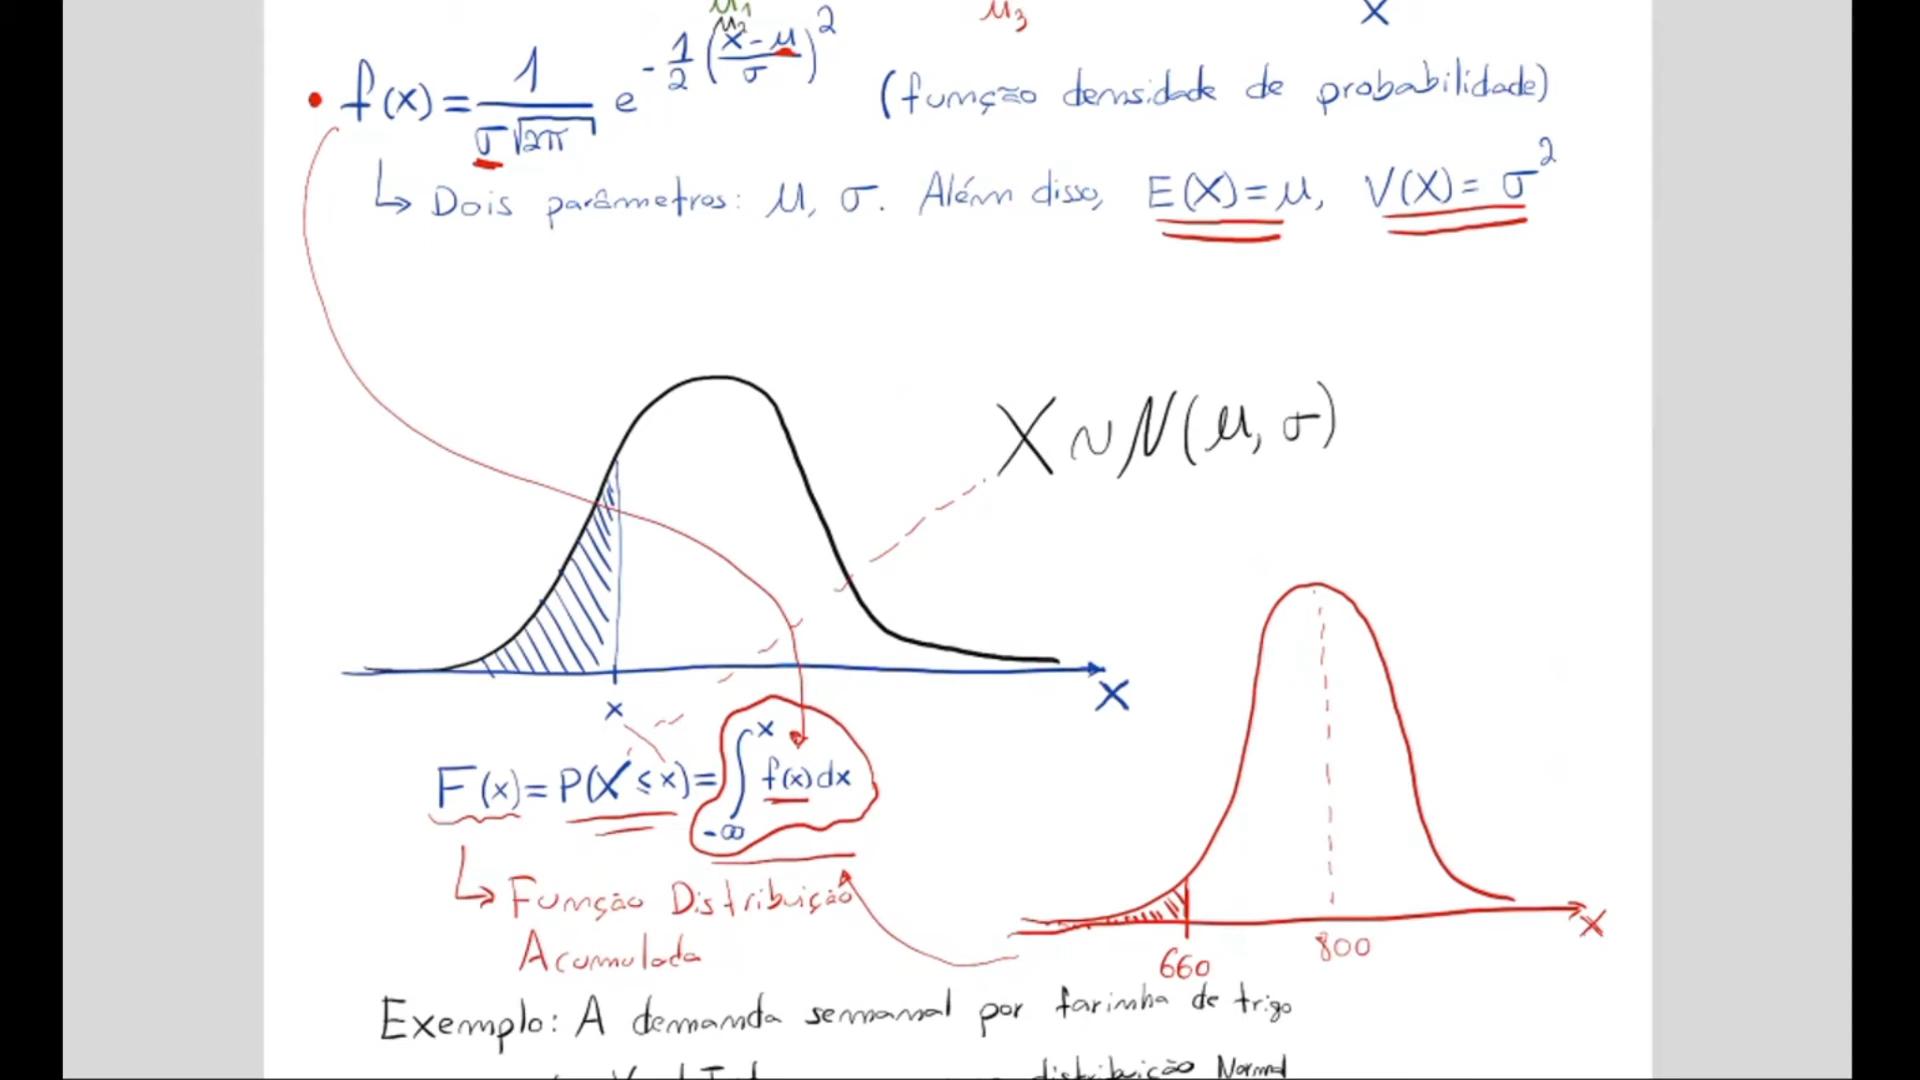 μ1
μ2
μ3
x
• f(x) = 1/(σ√2π) e^(-1/2 ((x-μ)/σ)^2) (função densidade de probabilidade)
↳ Dois parâmetros: μ, σ. Além disso, E(X)=μ, V(X)=σ²
X ~ N(μ, σ)
X
x
F(x) = P(X ≤ x) = ∫_{-∞}^{x} f(x)dx
↳ Função Distribuição
Acumulada
660
800
X
Exemplo: A demanda semanal por farinha de trigo
distribuição Normal